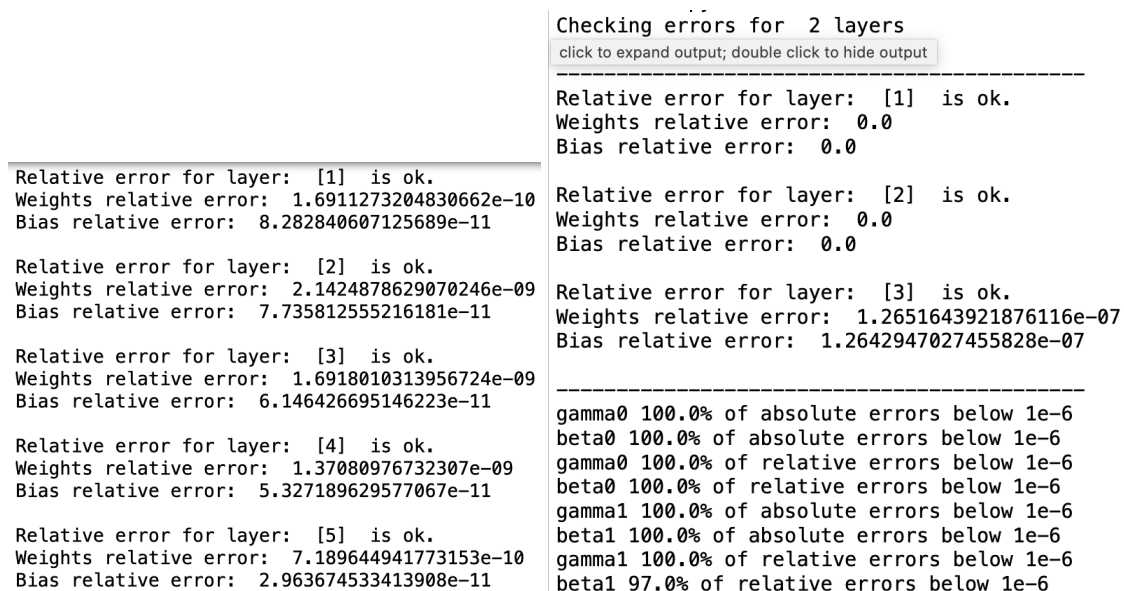 Relative error for layer:  [1]  is ok.
Weights relative error:  1.6911273204830662e-10
Bias relative error:  8.282840607125689e-11
Relative error for layer:  [2]  is ok.
Weights relative error:  2.1424878629070246e-09
Bias relative error:  7.735812555216181e-11
Relative error for layer:  [3]  is ok.
Weights relative error:  1.6918010313956724e-09
Bias relative error:  6.146426695146223e-11
Relative error for layer:  [4]  is ok.
Weights relative error:  1.37080976732307e-09
Bias relative error:  5.327189629577067e-11
Relative error for layer:  [5]  is ok.
Weights relative error:  7.189644941773153e-10
Bias relative error:  2.963674533413908e-11
Checking errors for  2 layers
click to expand output; double click to hide output
--------------------------------------------
Relative error for layer:  [1]  is ok.
Weights relative error:  0.0
Bias relative error:  0.0
Relative error for layer:  [2]  is ok.
Weights relative error:  0.0
Bias relative error:  0.0
Relative error for layer:  [3]  is ok.
Weights relative error:  1.2651643921876116e-07
Bias relative error:  1.2642947027455828e-07
--------------------------------------------
gamma0 100.0% of absolute errors below 1e-6
beta0 100.0% of absolute errors below 1e-6
gamma0 100.0% of relative errors below 1e-6
beta0 100.0% of relative errors below 1e-6
gamma1 100.0% of absolute errors below 1e-6
beta1 100.0% of absolute errors below 1e-6
gamma1 100.0% of relative errors below 1e-6
beta1 97.0% of relative errors below 1e-6